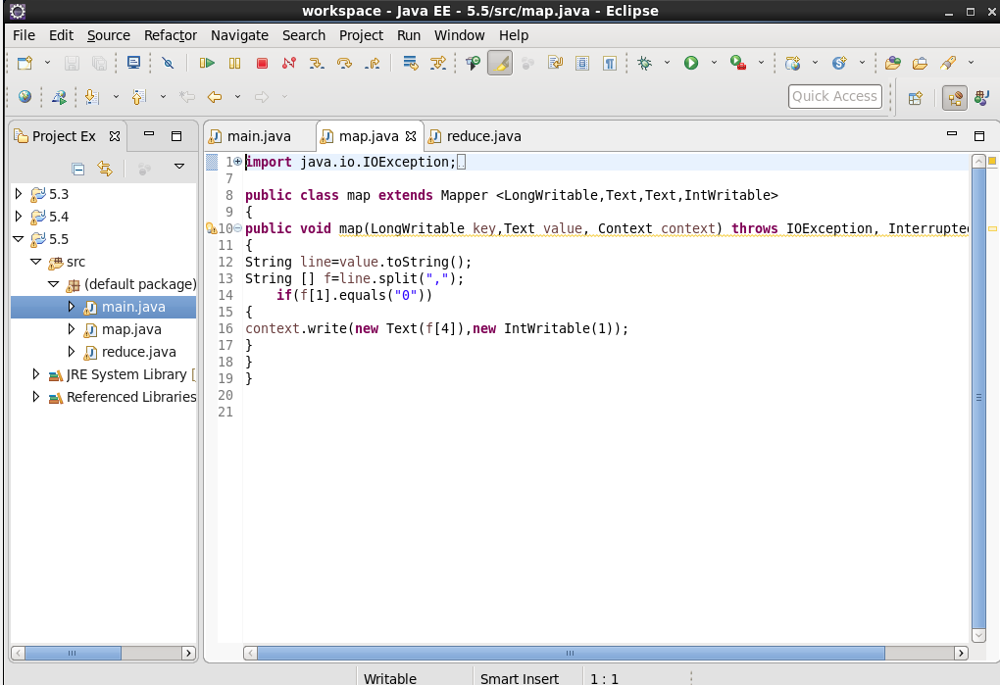 workspace - Java EE - 5.5/src/map.java - Eclipse
File Edit Source Refactor Navigate Search Project Run Window Help
Quick Access
Project Ex
main.java map.java reduce.java
5.3
5.4
5.5
src
(default package)
main.java
map.java
reduce.java
JRE System Library [
Referenced Libraries
1 import java.io.IOException;
7
8 public class map extends Mapper <LongWritable,Text,Text,IntWritable>
9 {
10 public void map(LongWritable key,Text value, Context context) throws IOException, Interrupte
11 {
12 String line=value.toString();
13 String [] f=line.split(",");
14 if(f[1].equals("0"))
15 {
16 context.write(new Text(f[4]),new IntWritable(1));
17 }
18 }
19 }
20
21
Writable Smart Insert 1 : 1